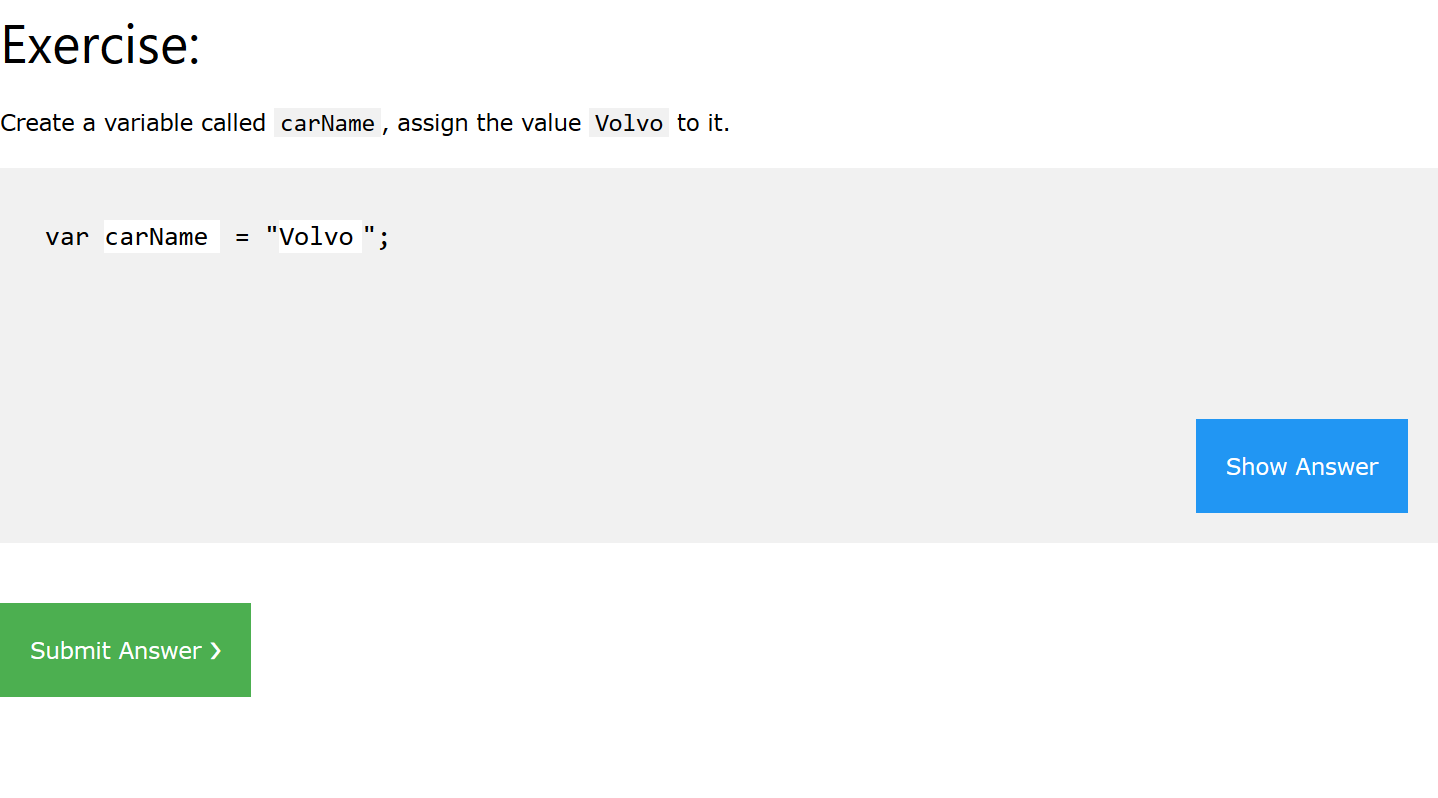 Exercise:
Create a variable called carName, assign the value Volvo to it.
var carName = "Volvo";
Show Answer
Submit Answer ❯